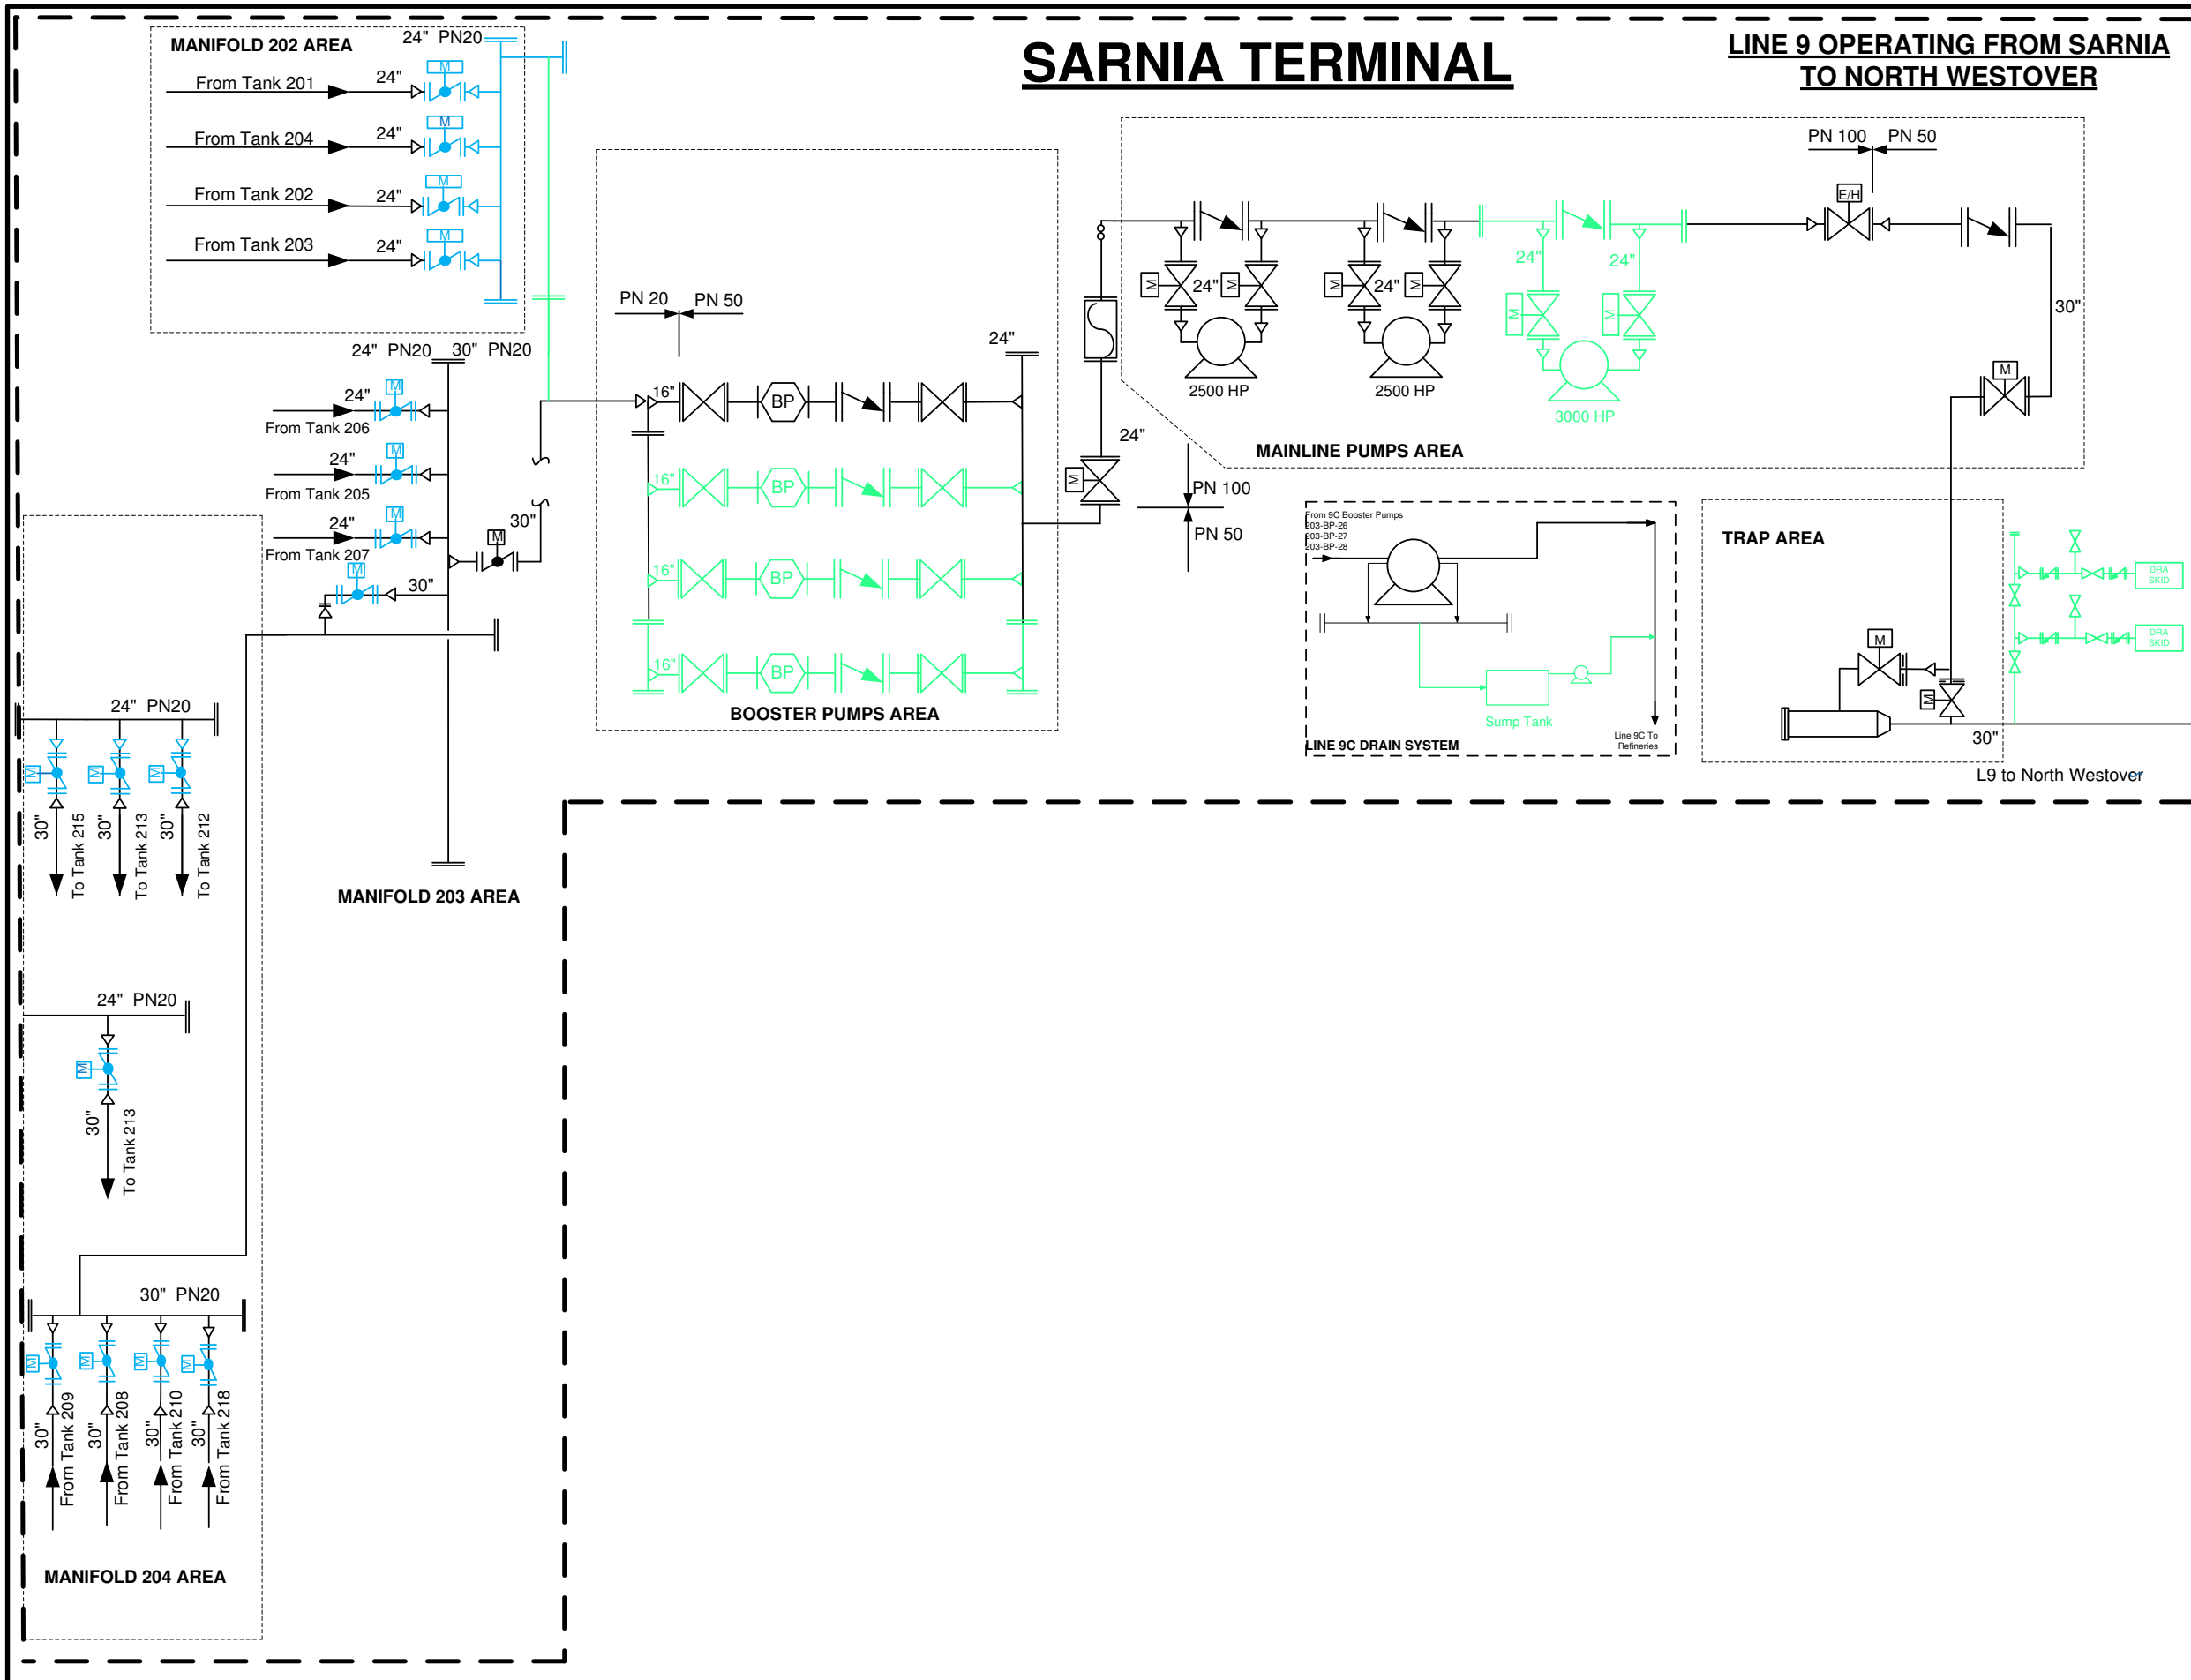 SARNIA TERMINAL
LINE 9 OPERATING FROM SARNIA
TO NORTH WESTOVER
MANIFOLD 202 AREA
24" PN20
From Tank 201
24"
M
From Tank 204
24"
M
From Tank 202
24"
M
From Tank 203
24"
M
24" PN20
30" PN20
24"
M
From Tank 206
24"
M
From Tank 205
24"
M
From Tank 207
M
30"
M
30"
MANIFOLD 203 AREA
PN 20
PN 50
24"
16"
BP
16"
BP
16"
BP
16"
BP
BOOSTER PUMPS AREA
24"
M
PN 100
PN 50
PN 100
PN 50
E/H
M
24"
M
M
24"
M
24"
24"
M
M
2500 HP
2500 HP
3000 HP
30"
M
MAINLINE PUMPS AREA
From 9C Booster Pumps
203-BP-26
203-BP-27
203-BP-28
Sump Tank
Line 9C To
Refineries
LINE 9C DRAIN SYSTEM
TRAP AREA
M
M
30"
DRA
SKID
DRA
SKID
L9 to North Westover
24" PN20
M
M
M
30"
To Tank 215
30"
To Tank 213
30"
To Tank 212
24" PN20
M
30"
To Tank 213
30" PN20
M
M
M
M
30"
From Tank 209
30"
From Tank 208
30"
From Tank 210
30"
From Tank 218
MANIFOLD 204 AREA